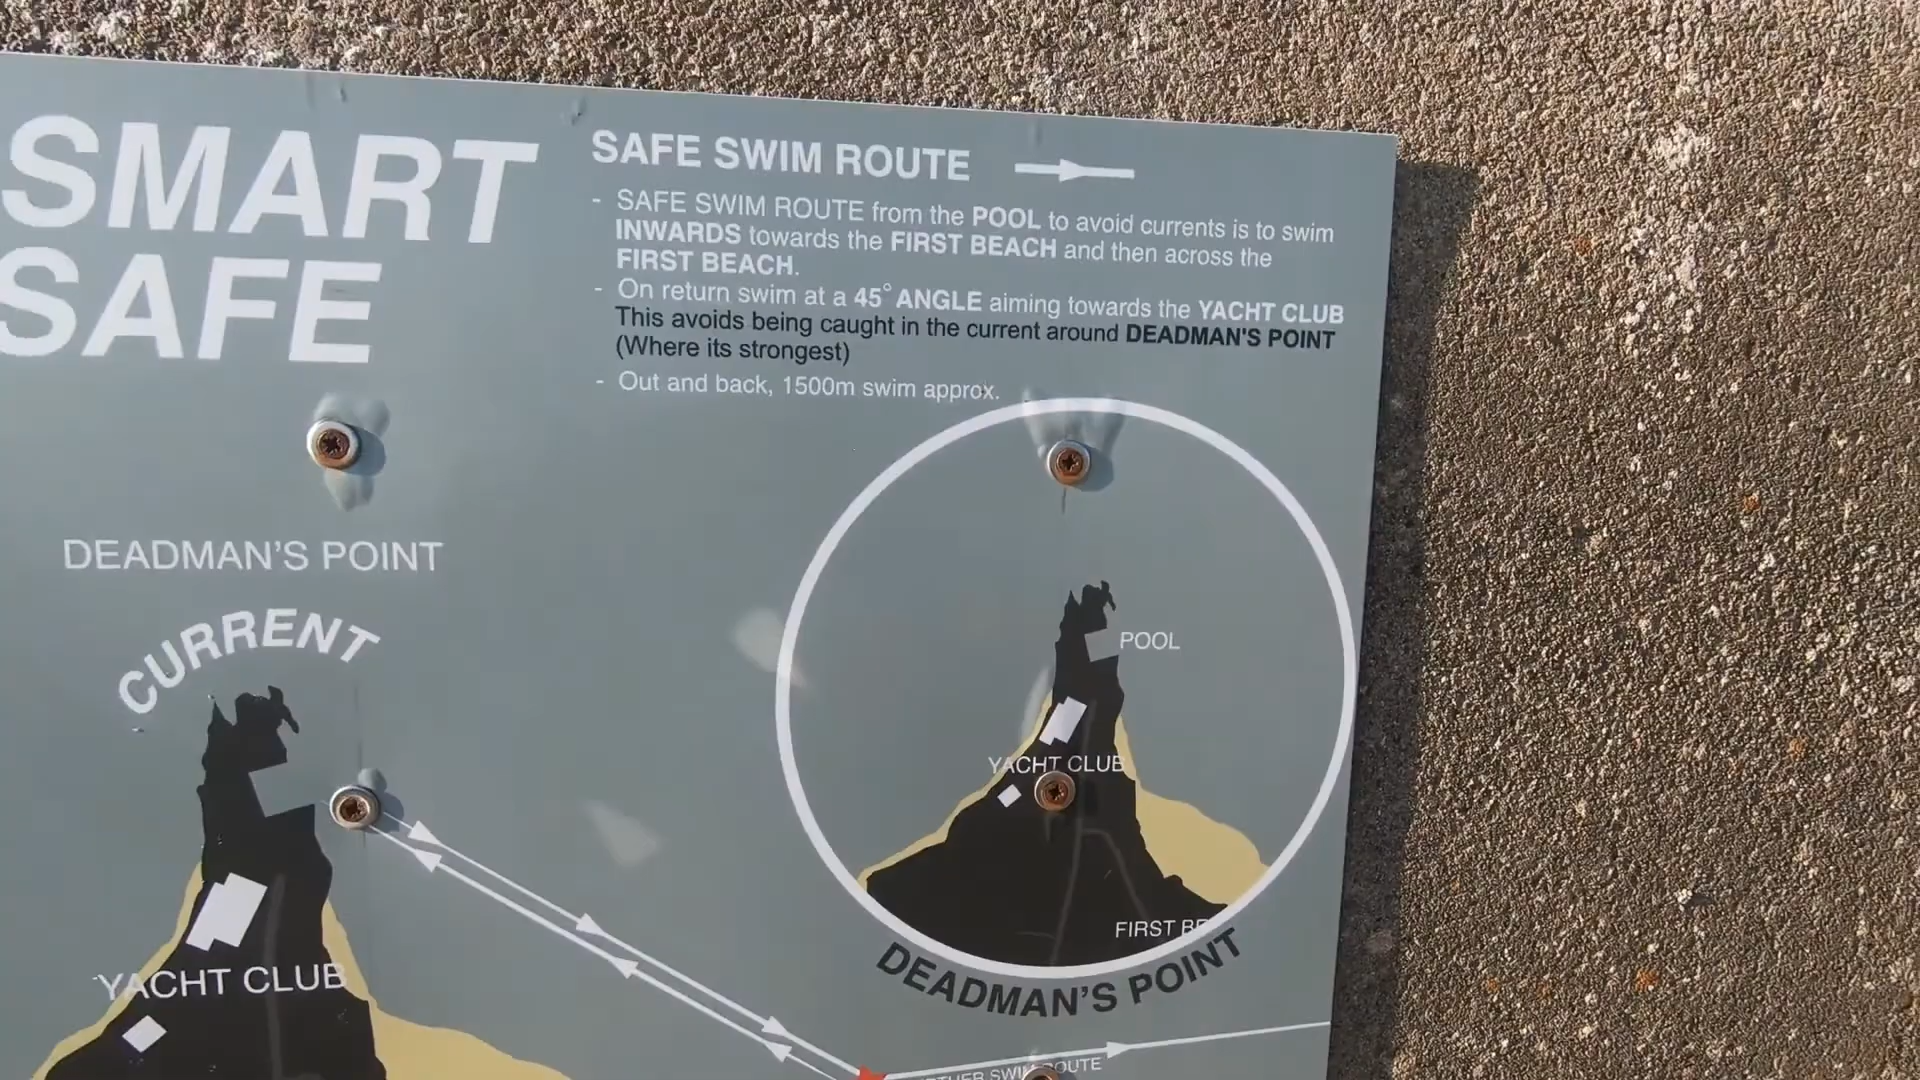 SMART
SAFE
SAFE SWIM ROUTE
- SAFE SWIM ROUTE from the POOL to avoid currents is to swim
INWARDS towards the FIRST BEACH and then across the
FIRST BEACH.
- On return swim at a 45° ANGLE aiming towards the YACHT CLUB
This avoids being caught in the current around DEADMAN'S POINT
(Where its strongest)
- Out and back, 1500m swim approx.
DEADMAN'S POINT
CURRENT
YACHT CLUB
POOL
YACHT CLUB
FIRST
DEADMAN'S POINT
SWIM ROUTE